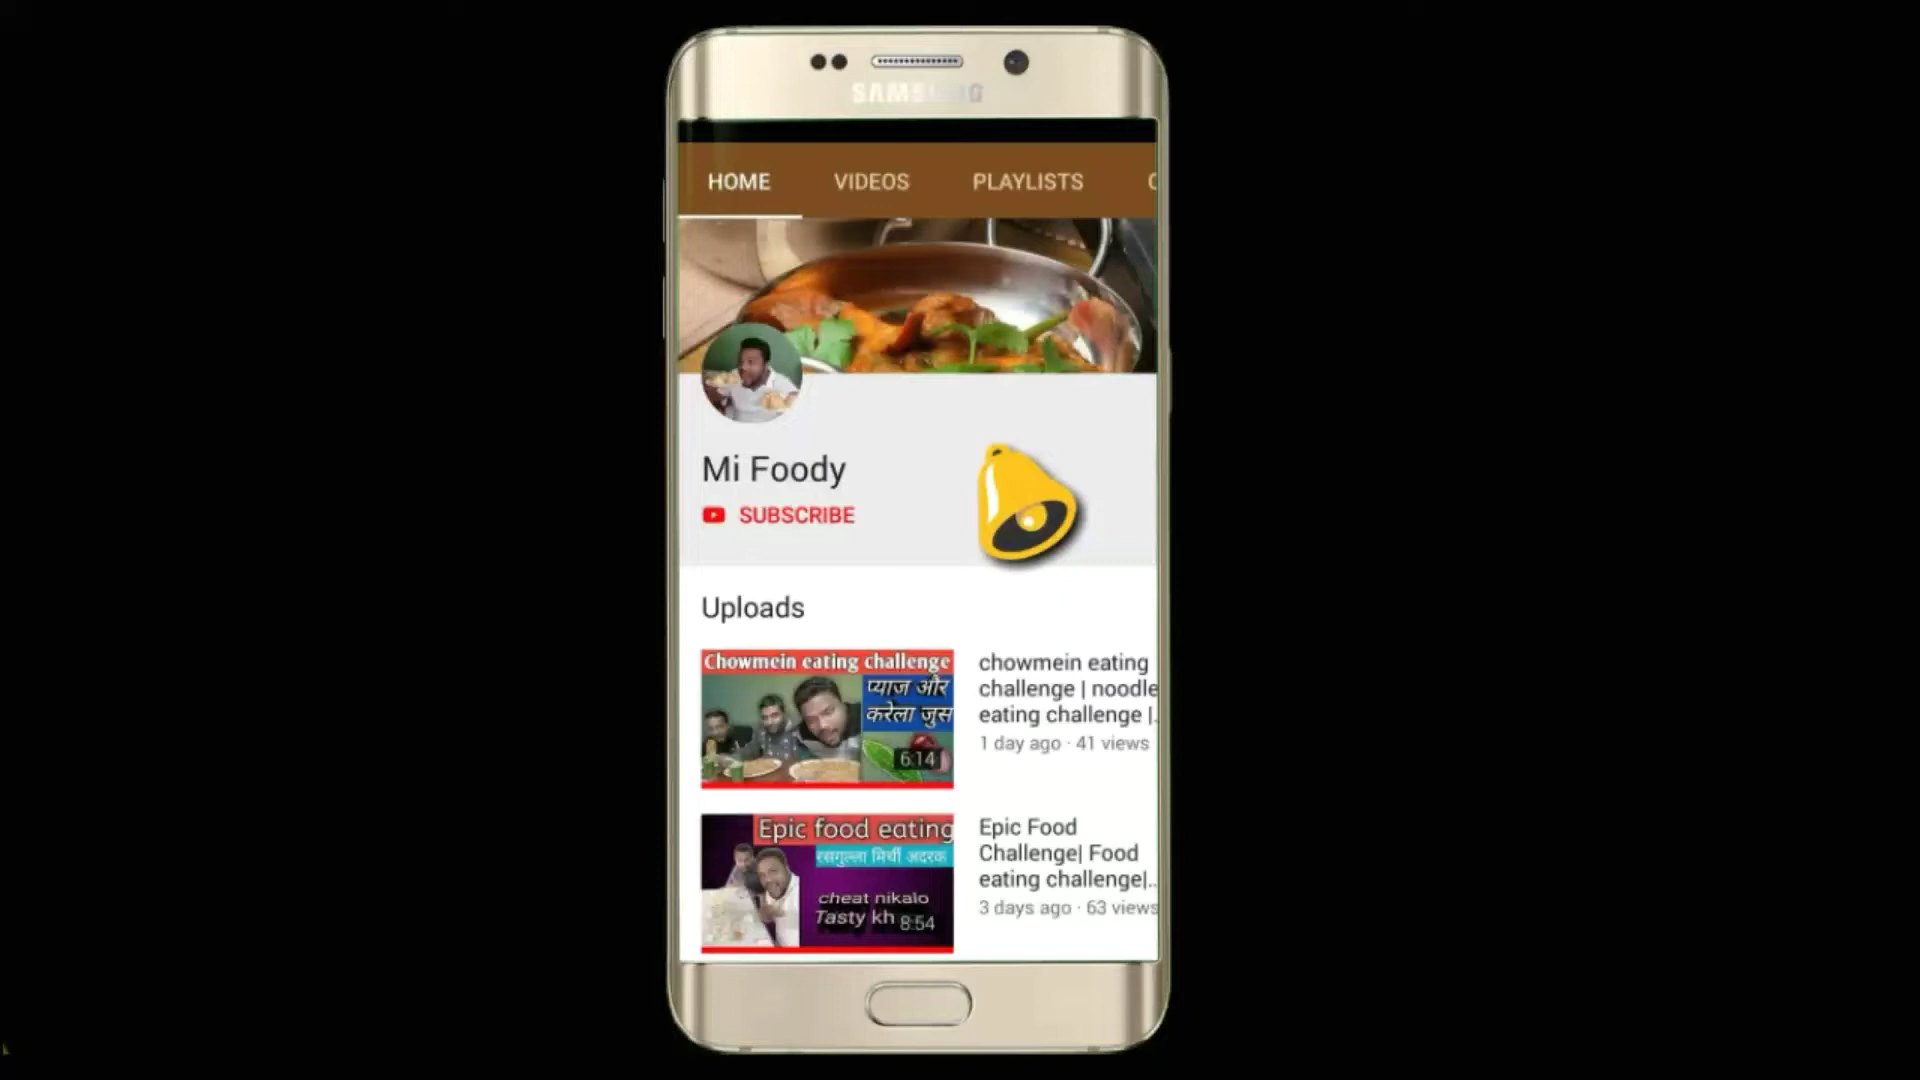 SAMSUNG
HOME VIDEOS PLAYLISTS
Mi Foody
SUBSCRIBE
Uploads
Chowmein eating challenge
प्याज और
करेला जुस
6:14
chowmein eating
challenge | noodle
eating challenge |.
1 day ago · 41 views
Epic food eating
रसगुल्ला मिर्ची अदरक
cheat nikalo
Tasty kh
8:54
Epic Food
Challenge| Food
eating challenge|..
3 days ago · 63 views